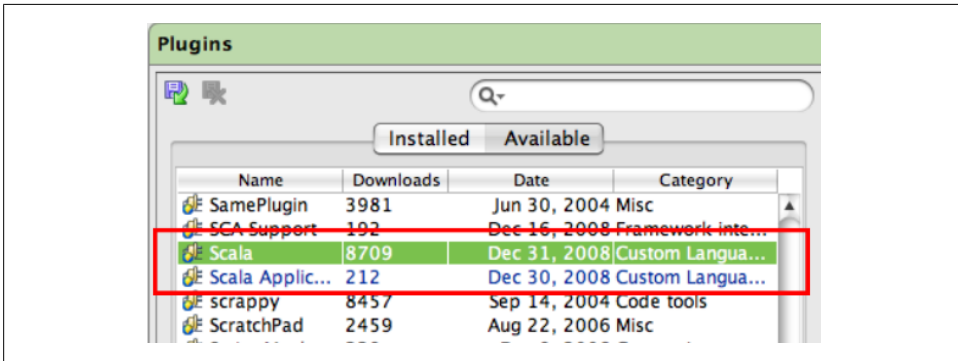 Plugins
Installed Available
Name Downloads Date Category
SamePlugin 3981 Jun 30, 2004 Misc
SCA Support 192 Dec 16, 2008 Framework inte...
Scala 8709 Dec 31, 2008 Custom Langua...
Scala Applic... 212 Dec 30, 2008 Custom Langua...
scrappy 8457 Sep 14, 2004 Code tools
ScratchPad 2459 Aug 22, 2006 Misc